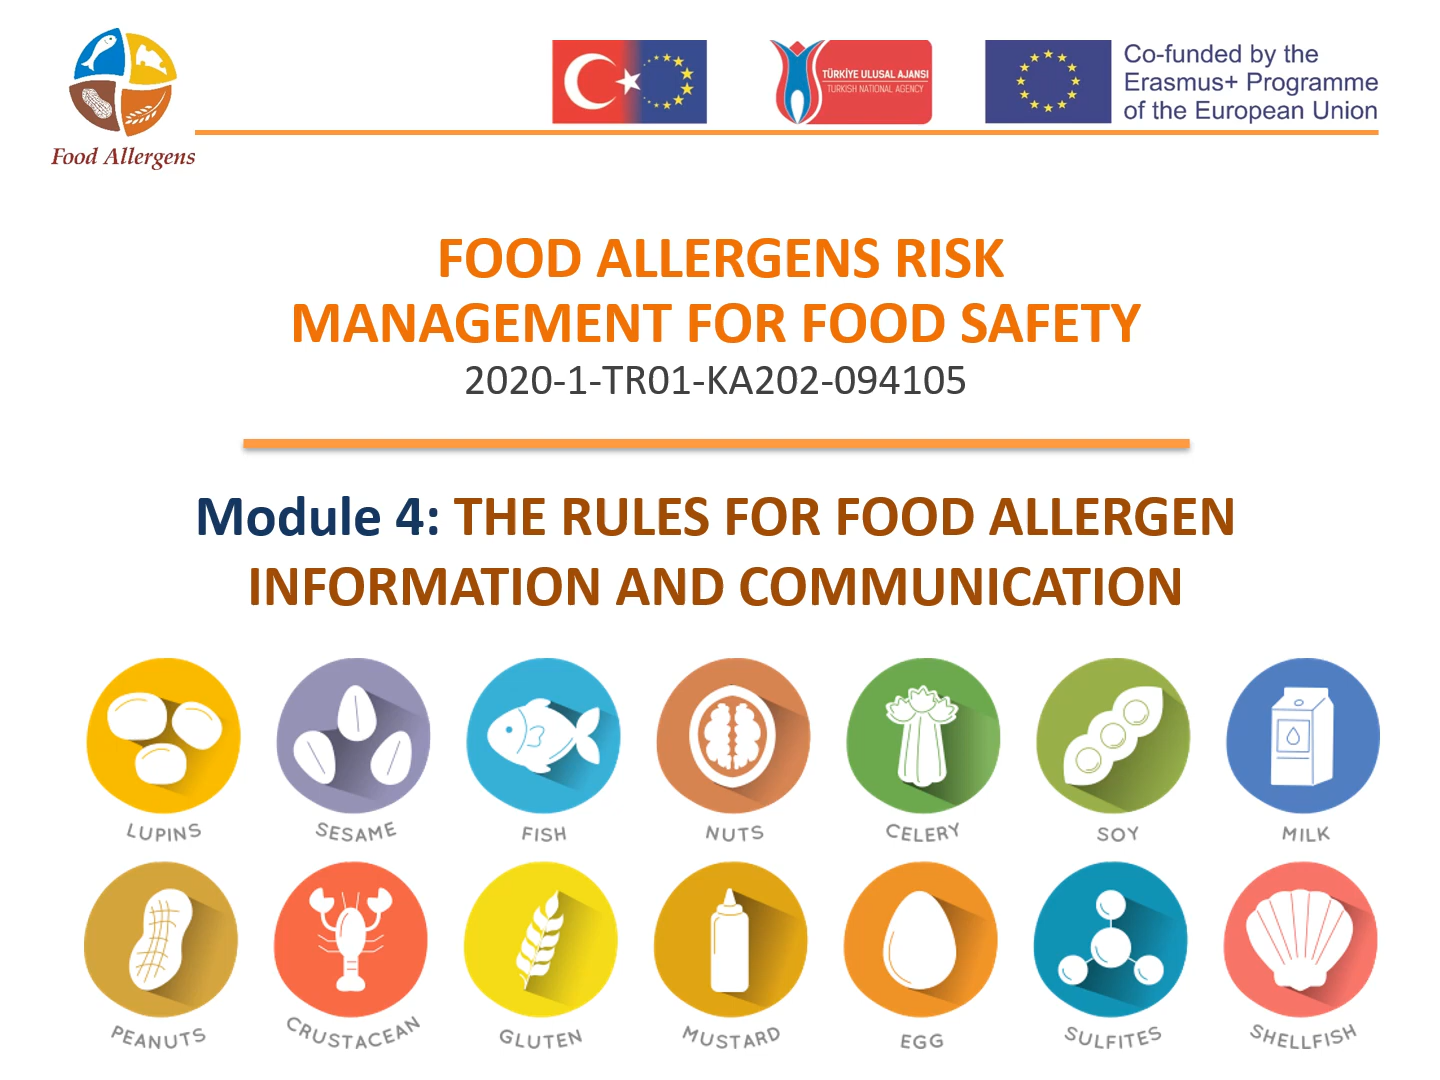 Food Allergens
TÜRKİYE ULUSAL AJANSI
TURKISH NATIONAL AGENCY
Co-funded by the
Erasmus+ Programme
of the European Union
FOOD ALLERGENS RISK
MANAGEMENT FOR FOOD SAFETY
2020-1-TR01-KA202-094105
Module 4: THE RULES FOR FOOD ALLERGEN
INFORMATION AND COMMUNICATION
LUPINS SESAME FISH NUTS CELERY SOY MILK
PEANUTS CRUSTACEAN GLUTEN MUSTARD EGG SULFITES SHELLFISH